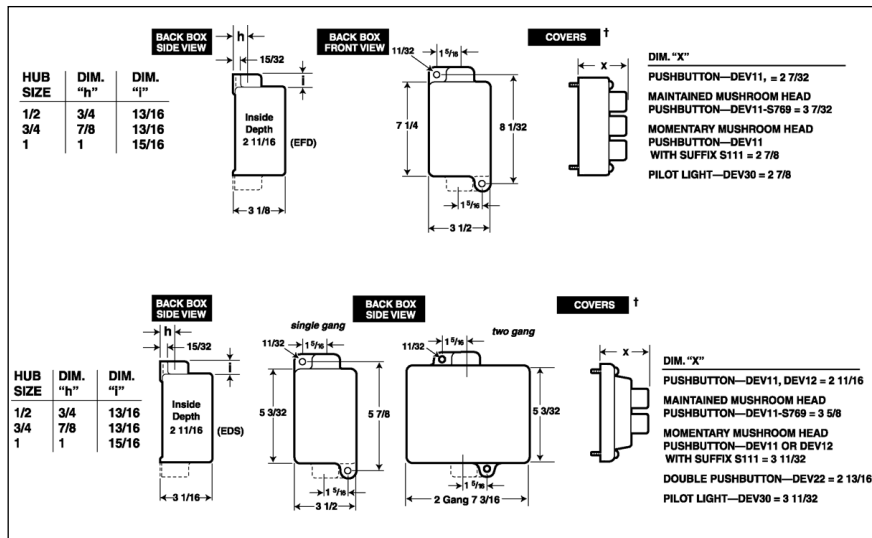 BACK BOX
SIDE VIEW
h
15/32
i
HUB SIZE DIM. "h" DIM. "i"
1/2 3/4 13/16
3/4 7/8 13/16
1 1 15/16
Inside
Depth
2 11/16
(EFD)
3 1/8
BACK BOX
FRONT VIEW
11/32
1 5/16
7 1/4
8 1/32
1 5/16
3 1/2
COVERS †
x
DIM. "X"
PUSHBUTTON—DEV11, = 2 7/32
MAINTAINED MUSHROOM HEAD
PUSHBUTTON—DEV11-S769 = 3 7/32
MOMENTARY MUSHROOM HEAD
PUSHBUTTON—DEV11
WITH SUFFIX S111 = 2 7/8
PILOT LIGHT—DEV30 = 2 7/8
BACK BOX
SIDE VIEW
h
15/32
i
HUB SIZE DIM. "h" DIM. "i"
1/2 3/4 13/16
3/4 7/8 13/16
1 1 15/16
Inside
Depth
2 11/16
(EDS)
3 1/16
BACK BOX
SIDE VIEW
single gang
11/32
1 5/16
5 3/32
5 7/8
1 5/16
3 1/2
two gang
11/32
1 5/16
5 3/32
1 5/16
2 Gang 7 3/16
COVERS †
x
DIM. "X"
PUSHBUTTON—DEV11, DEV12 = 2 11/16
MAINTAINED MUSHROOM HEAD
PUSHBUTTON—DEV11-S769 = 3 5/8
MOMENTARY MUSHROOM HEAD
PUSHBUTTON—DEV11 OR DEV12
WITH SUFFIX S111 = 3 11/32
DOUBLE PUSHBUTTON—DEV22 = 2 13/16
PILOT LIGHT—DEV30 = 3 11/32